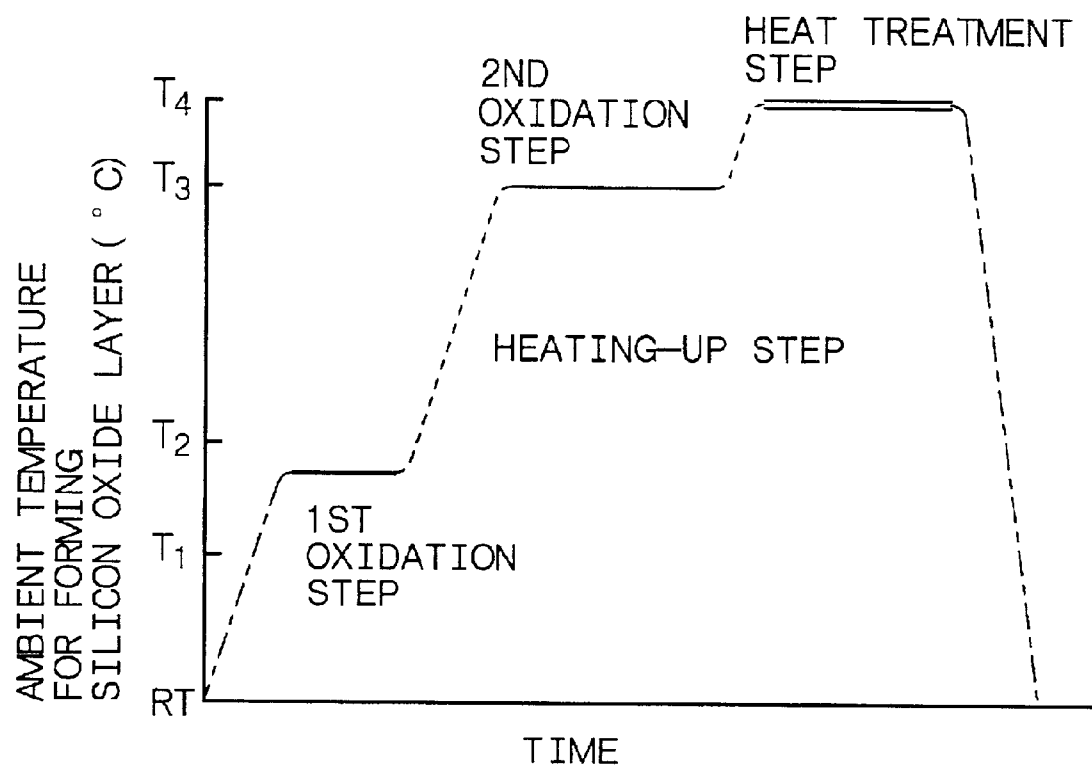 HEAT TREATMENT
STEP
2ND
OXIDATION
STEP
T4
T3
HEATING-UP STEP
T2
1ST
OXIDATION
STEP
T1
RT
AMBIENT TEMPERATURE
FOR FORMING
SILICON OXIDE LAYER (°C)
TIME